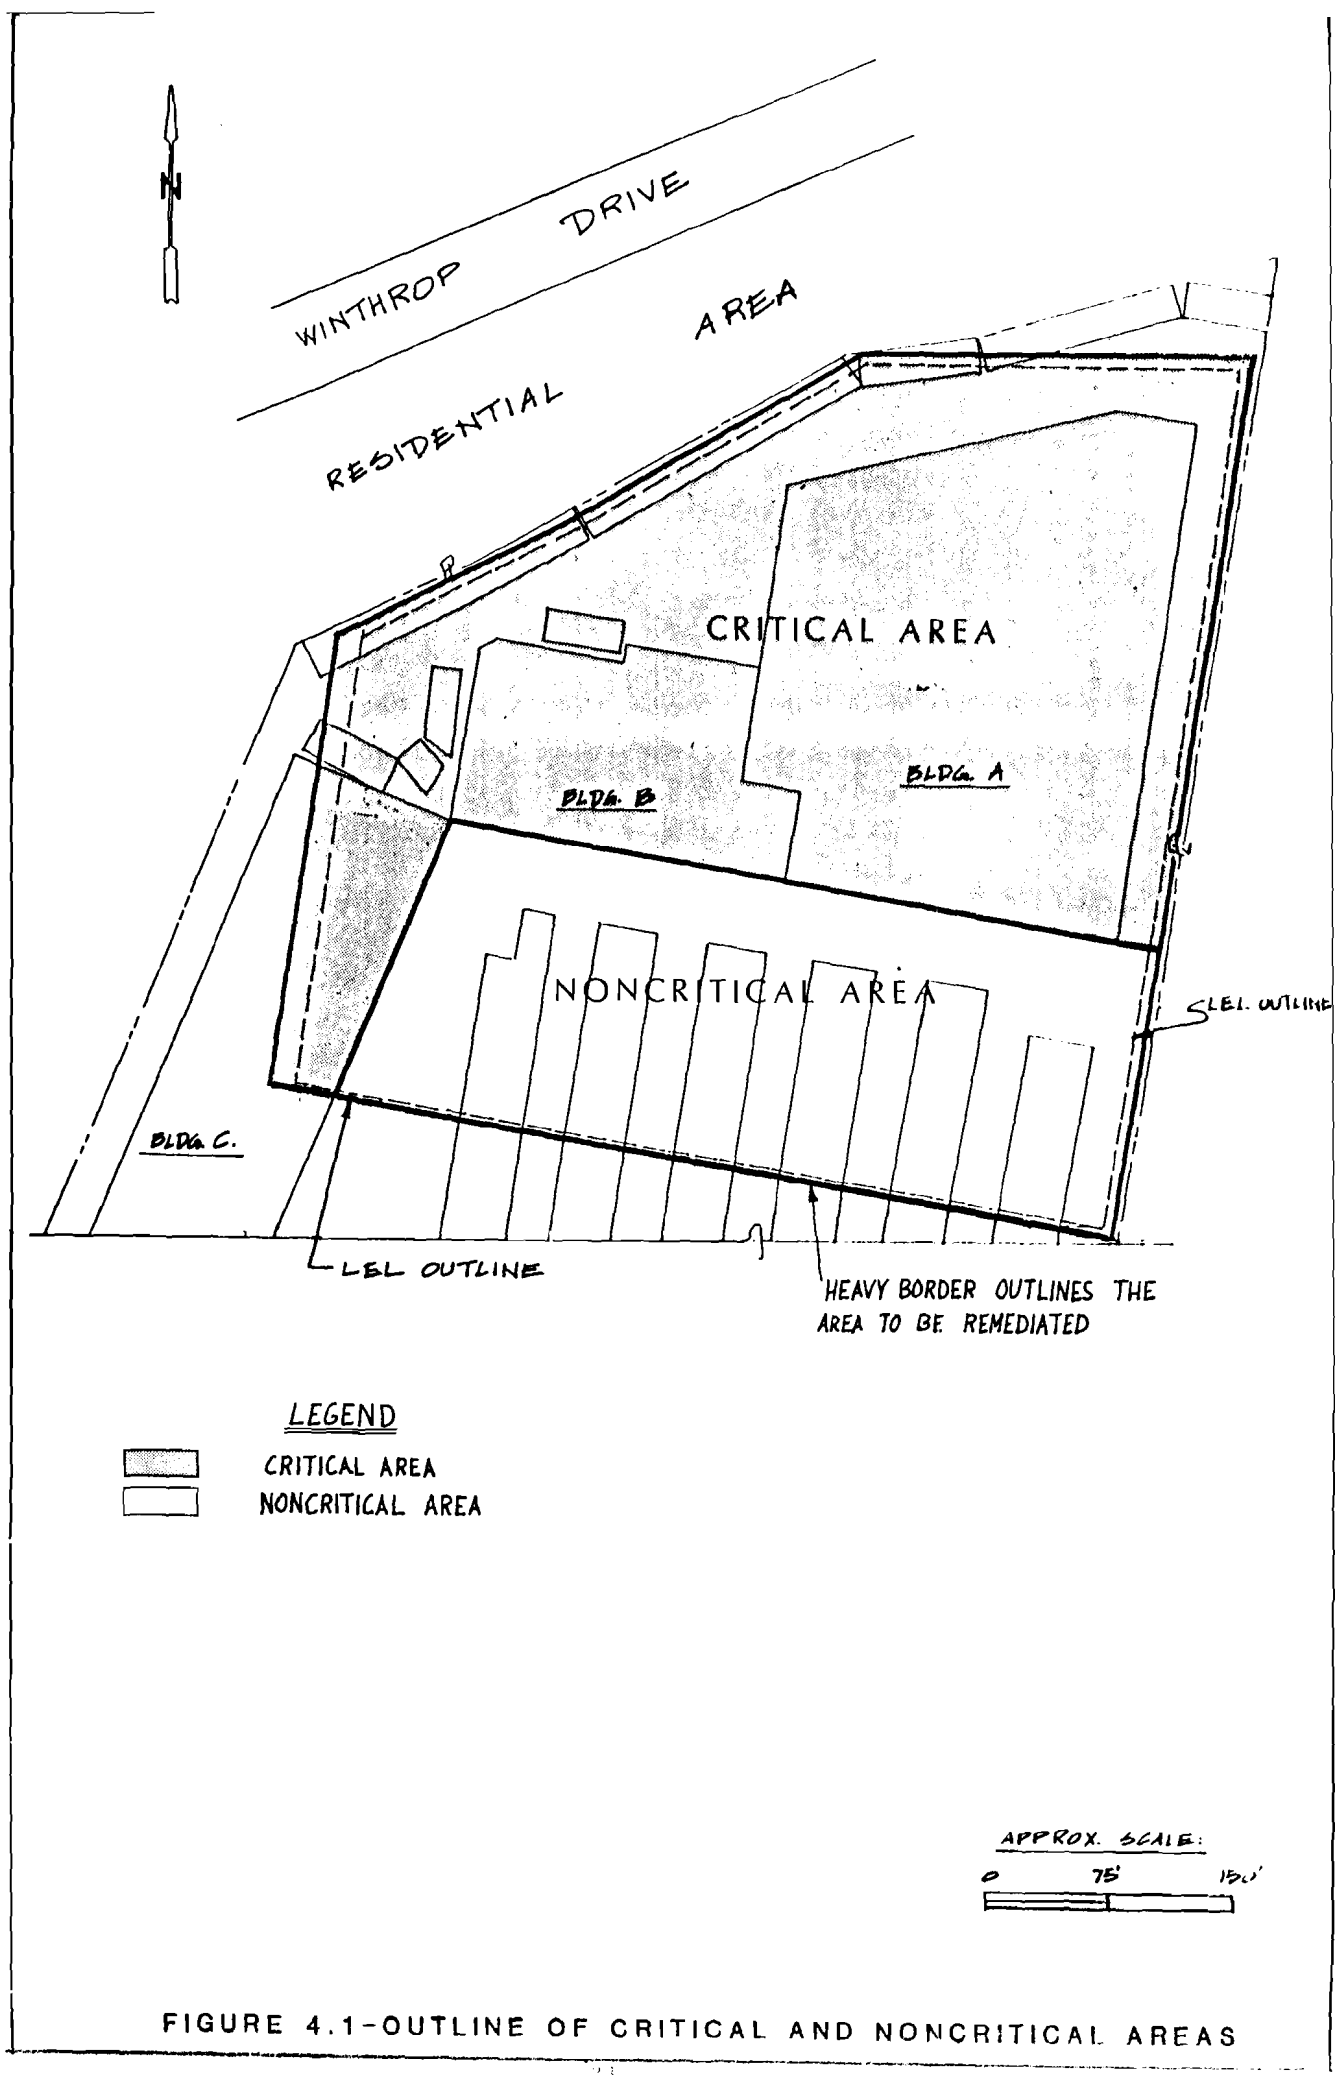 N
WINTHROP DRIVE
RESIDENTIAL AREA
CRITICAL AREA
BLDG. A
BLDG. B
NONCRITICAL AREA
LEL OUTLINE
BLDG. C.
LEL OUTLINE
HEAVY BORDER OUTLINES THE
AREA TO BE REMEDIATED
LEGEND
CRITICAL AREA
NONCRITICAL AREA
APPROX. SCALE:
0 75' 150'
FIGURE 4.1-OUTLINE OF CRITICAL AND NONCRITICAL AREAS